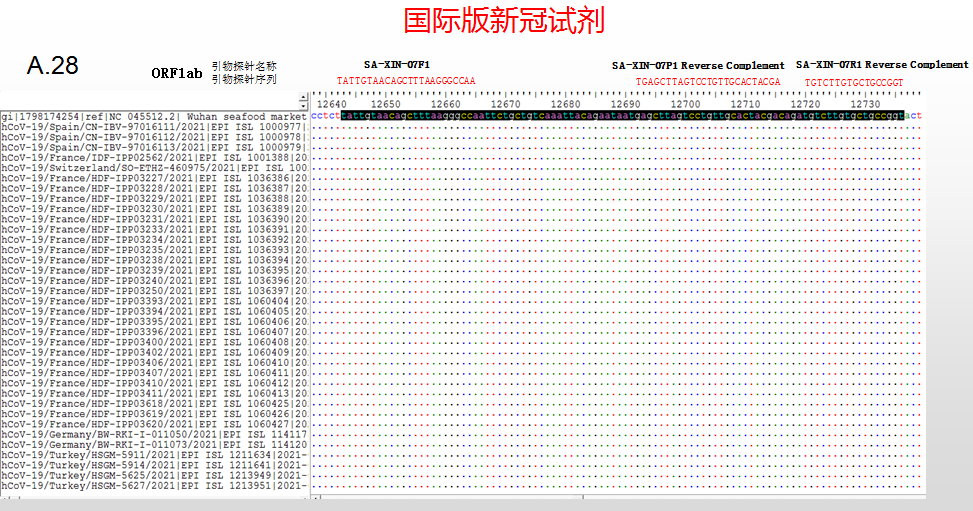 国际版新冠试剂
A.28
ORF1ab
引物探针名称
引物探针序列
SA-XIN-07F1
TATTGTAACAGCTTTAAGGGCCAA
SA-XIN-07P1 Reverse Complement
TGAGCTTAGTCCTGTTGCACTACGA
SA-XIN-07R1 Reverse Complement
TGTCTTGTGCTGCCGGT
12640 12650 12660 12670 12680 12690 12700 12710 12720 12730
gi|1798174254|ref|NC 045512.2| Wuhan seafood market
cctcttattgtaacagctttaagggccaattctgctgtcaaattacagaataatgagcttagtcctgttgcactacgacagatgtcttgtgctgccggtact
hCoV-19/Spain/CN-IBV-97016111/2021|EPI ISL 1000977|
hCoV-19/Spain/CN-IBV-97016112/2021|EPI ISL 1000978|
hCoV-19/Spain/CN-IBV-97016113/2021|EPI ISL 1000979|
hCoV-19/France/IDF-IPP02562/2021|EPI ISL 1001388|20
hCoV-19/Switzerland/SO-ETHZ-460975/2021|EPI ISL 100
hCoV-19/France/HDF-IPP03227/2021|EPI ISL 1036386|20
hCoV-19/France/HDF-IPP03228/2021|EPI ISL 1036387|20
hCoV-19/France/HDF-IPP03229/2021|EPI ISL 1036388|20
hCoV-19/France/HDF-IPP03230/2021|EPI ISL 1036389|20
hCoV-19/France/HDF-IPP03231/2021|EPI ISL 1036390|20
hCoV-19/France/HDF-IPP03233/2021|EPI ISL 1036391|20
hCoV-19/France/HDF-IPP03234/2021|EPI ISL 1036392|20
hCoV-19/France/HDF-IPP03235/2021|EPI ISL 1036393|20
hCoV-19/France/HDF-IPP03238/2021|EPI ISL 1036394|20
hCoV-19/France/HDF-IPP03239/2021|EPI ISL 1036395|20
hCoV-19/France/HDF-IPP03240/2021|EPI ISL 1036396|20
hCoV-19/France/HDF-IPP03250/2021|EPI ISL 1036397|20
hCoV-19/France/HDF-IPP03393/2021|EPI ISL 1060404|20
hCoV-19/France/HDF-IPP03394/2021|EPI ISL 1060405|20
hCoV-19/France/HDF-IPP03395/2021|EPI ISL 1060406|20
hCoV-19/France/HDF-IPP03396/2021|EPI ISL 1060407|20
hCoV-19/France/HDF-IPP03400/2021|EPI ISL 1060408|20
hCoV-19/France/HDF-IPP03402/2021|EPI ISL 1060409|20
hCoV-19/France/HDF-IPP03406/2021|EPI ISL 1060410|20
hCoV-19/France/HDF-IPP03407/2021|EPI ISL 1060411|20
hCoV-19/France/HDF-IPP03410/2021|EPI ISL 1060412|20
hCoV-19/France/HDF-IPP03411/2021|EPI ISL 1060413|20
hCoV-19/France/HDF-IPP03618/2021|EPI ISL 1060425|20
hCoV-19/France/HDF-IPP03619/2021|EPI ISL 1060426|20
hCoV-19/France/HDF-IPP03620/2021|EPI ISL 1060427|20
hCoV-19/Germany/BW-RKI-I-011050/2021|EPI ISL 114117
hCoV-19/Germany/BW-RKI-I-011073/2021|EPI ISL 114120
hCoV-19/Turkey/HSGM-5911/2021|EPI ISL 1211634|2021-
hCoV-19/Turkey/HSGM-5914/2021|EPI ISL 1211641|2021-
hCoV-19/Turkey/HSGM-5625/2021|EPI ISL 1213949|2021-
hCoV-19/Turkey/HSGM-5627/2021|EPI ISL 1213951|2021-